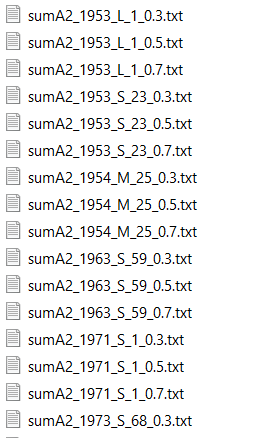 sumA2_1953_L_1_0.3.txt
sumA2_1953_L_1_0.5.txt
sumA2_1953_L_1_0.7.txt
sumA2_1953_S_23_0.3.txt
sumA2_1953_S_23_0.5.txt
sumA2_1953_S_23_0.7.txt
sumA2_1954_M_25_0.3.txt
sumA2_1954_M_25_0.5.txt
sumA2_1954_M_25_0.7.txt
sumA2_1963_S_59_0.3.txt
sumA2_1963_S_59_0.5.txt
sumA2_1963_S_59_0.7.txt
sumA2_1971_S_1_0.3.txt
sumA2_1971_S_1_0.5.txt
sumA2_1971_S_1_0.7.txt
sumA2_1973_S_68_0.3.txt